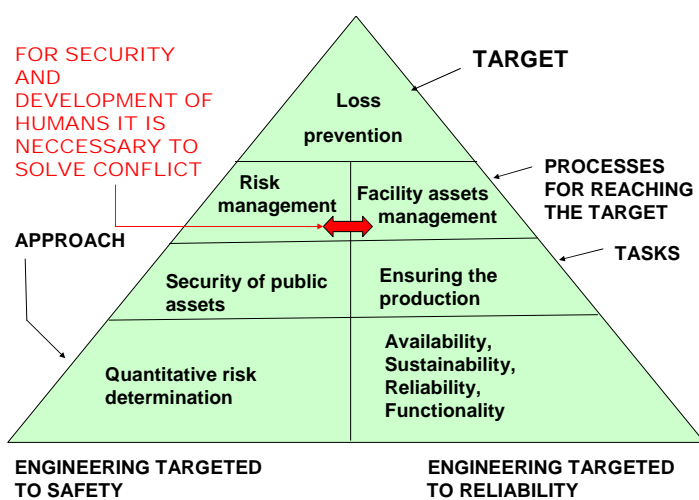 FOR SECURITY
AND
DEVELOPMENT OF
HUMANS IT IS
NECCESSARY TO
SOLVE CONFLICT
TARGET
Loss
prevention
Risk
management
Facility assets
management
PROCESSES
FOR REACHING
THE TARGET
APPROACH
TASKS
Security of public
assets
Ensuring the
production
Quantitative risk
determination
Availability,
Sustainability,
Reliability,
Functionality
ENGINEERING TARGETED
TO SAFETY
ENGINEERING TARGETED
TO RELIABILITY